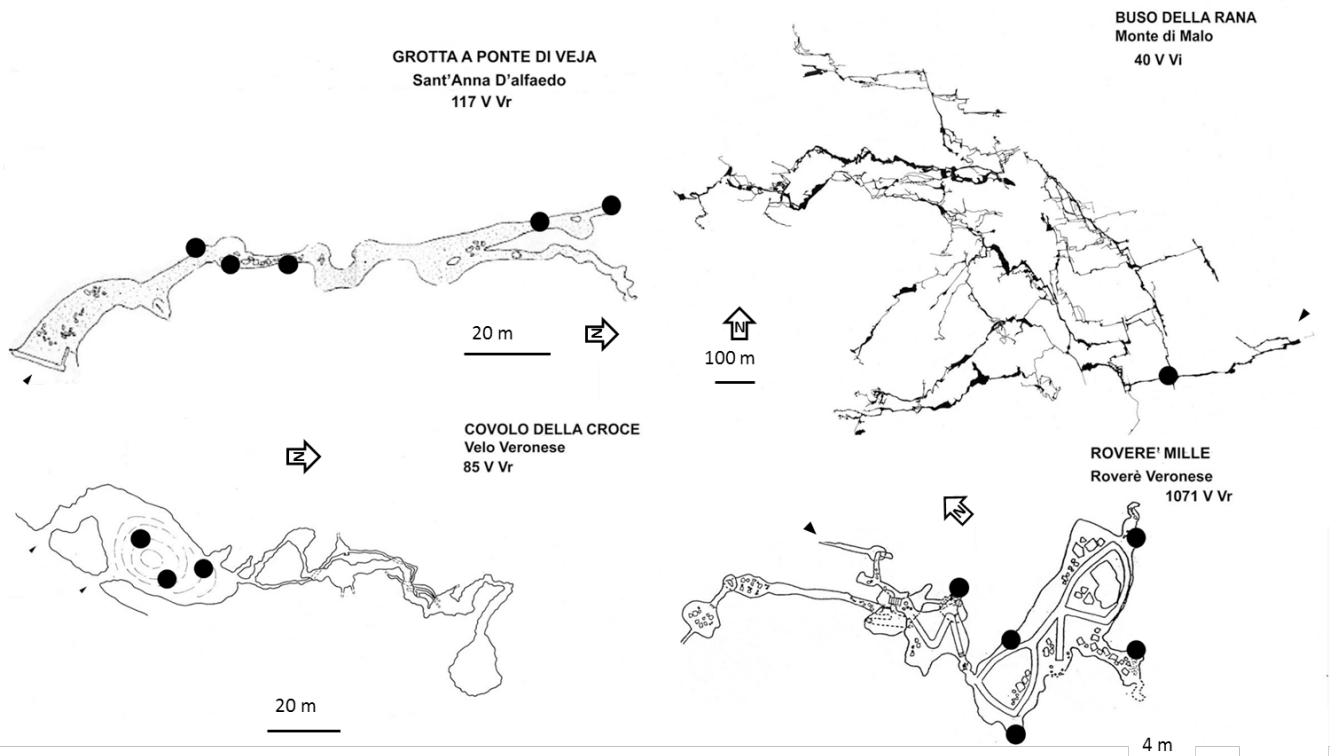 GROTTA A PONTE DI VEJA
Sant'Anna D'alfaedo
117 V Vr
20 m
N
BUSO DELLA RANA
Monte di Malo
40 V Vi
N
100 m
COVOLO DELLA CROCE
Velo Veronese
85 V Vr
N
20 m
ROVERE' MILLE
Roverè Veronese
1071 V Vr
N
4 m